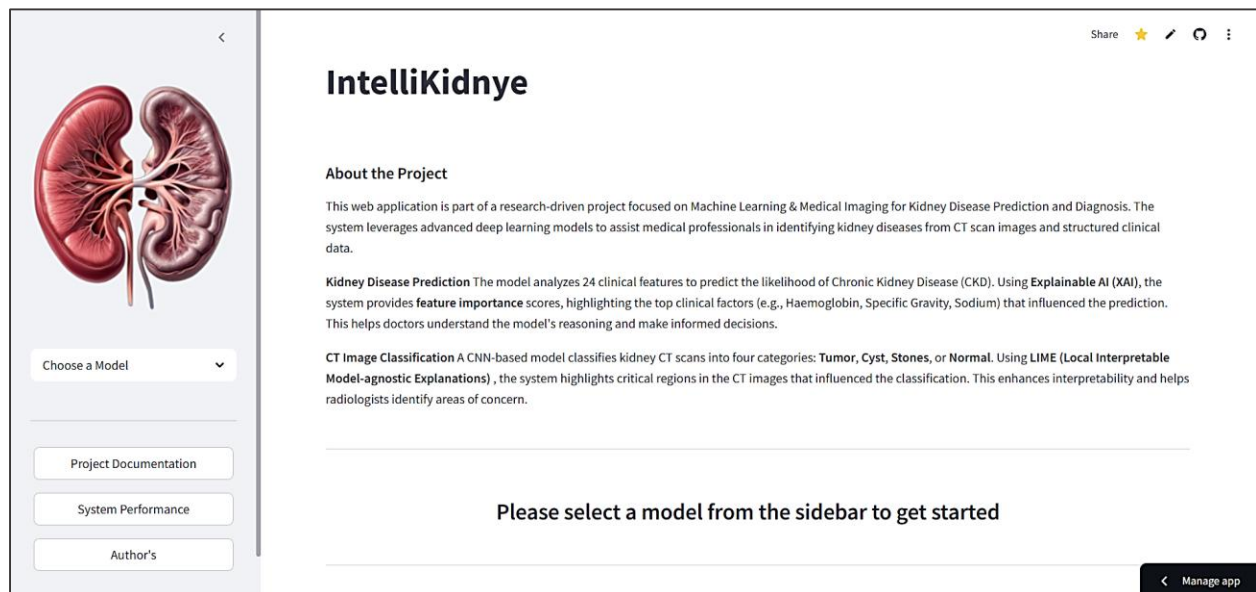 Share
IntelliKidnye
About the Project
This web application is part of a research-driven project focused on Machine Learning & Medical Imaging for Kidney Disease Prediction and Diagnosis. The
system leverages advanced deep learning models to assist medical professionals in identifying kidney diseases from CT scan images and structured clinical
data.
Kidney Disease Prediction The model analyzes 24 clinical features to predict the likelihood of Chronic Kidney Disease (CKD). Using Explainable AI (XAI), the
system provides feature importance scores, highlighting the top clinical factors (e.g., Haemoglobin, Specific Gravity, Sodium) that influenced the prediction.
This helps doctors understand the model's reasoning and make informed decisions.
CT Image Classification A CNN-based model classifies kidney CT scans into four categories: Tumor, Cyst, Stones, or Normal. Using LIME (Local Interpretable
Model-agnostic Explanations) , the system highlights critical regions in the CT images that influenced the classification. This enhances interpretability and helps
radiologists identify areas of concern.
Please select a model from the sidebar to get started
Choose a Model
Project Documentation
System Performance
Author's
Manage app